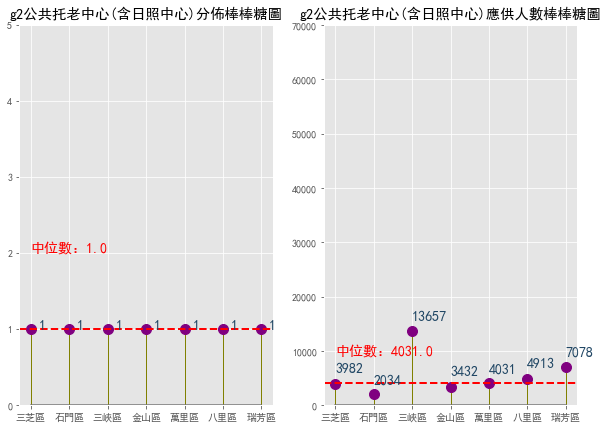 g2公共托老中心(含日照中心)分佈棒棒糖圖
5
4
3
2
1
0
中位數：1.0
1 1 1 1 1 1 1
三芝區 石門區 三峽區 金山區 萬里區 八里區 瑞芳區
g2公共托老中心(含日照中心)應供人數棒棒糖圖
70000
60000
50000
40000
30000
20000
10000
0
中位數：4031.0
3982 2034 13657 3432 4031 4913 7078
三芝區 石門區 三峽區 金山區 萬里區 八里區 瑞芳區